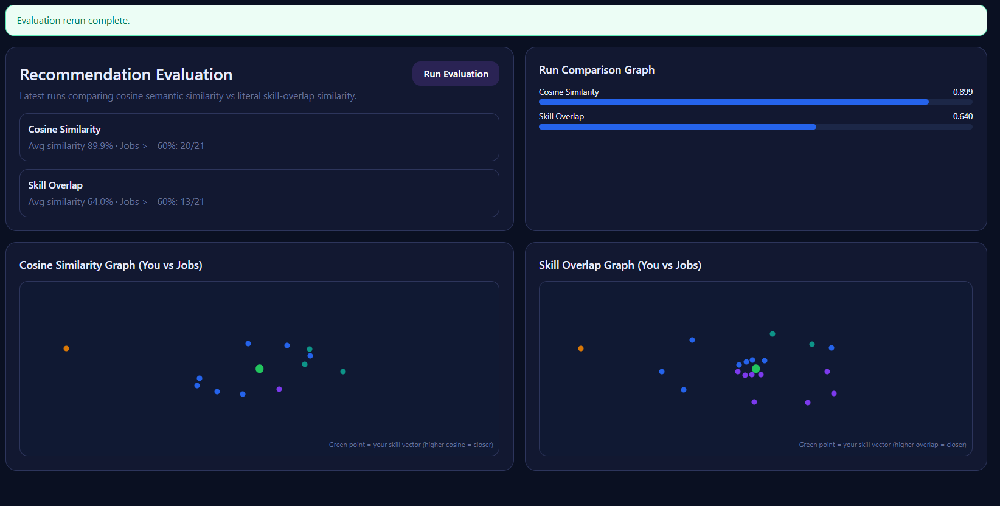 Evaluation rerun complete.
Recommendation Evaluation
Run Evaluation
Latest runs comparing cosine semantic similarity vs literal skill-overlap similarity.
Cosine Similarity
Avg similarity 89.9% · Jobs >= 60%: 20/21
Skill Overlap
Avg similarity 64.0% · Jobs >= 60%: 13/21
Run Comparison Graph
Cosine Similarity 0.899
Skill Overlap 0.640
Cosine Similarity Graph (You vs Jobs)
Green point = your skill vector (higher cosine = closer)
Skill Overlap Graph (You vs Jobs)
Green point = your skill vector (higher overlap = closer)